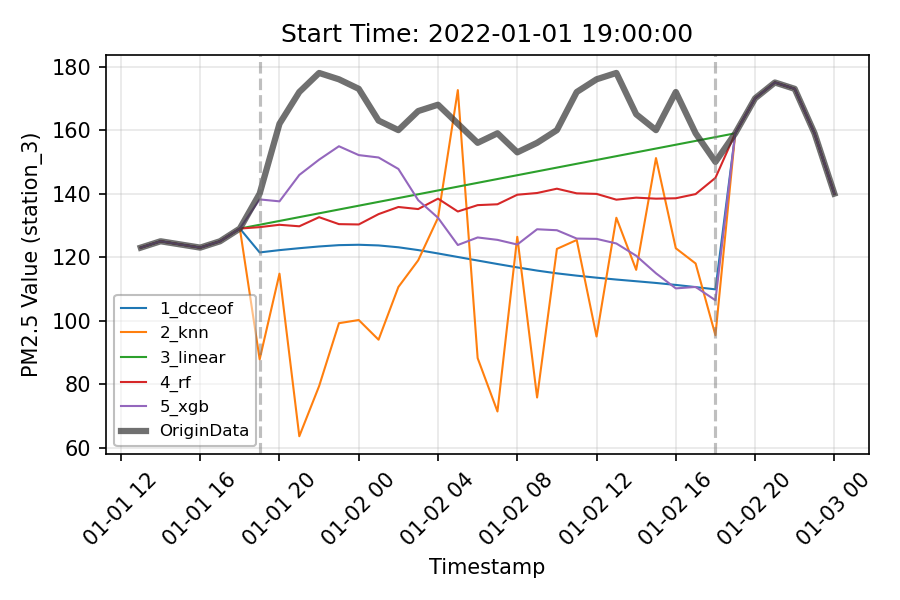 Start Time: 2022-01-01 19:00:00
PM2.5 Value (station_3)
180
160
140
120
100
80
60
1_dcceof
2_knn
3_linear
4_rf
5_xgb
OriginData
01-01 12
01-01 16
01-01 20
01-02 00
01-02 04
01-02 08
01-02 12
01-02 16
01-02 20
01-03 00
Timestamp